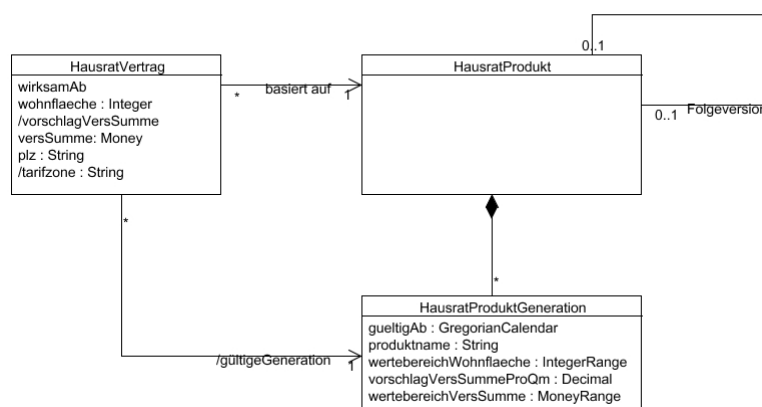 0..1
HausratVertrag
HausratProdukt
wirksamAb
wohnflaeche : Integer
/vorschlagVersSumme
versSumme: Money
plz : String
/tarifzone : String
*
basiert auf
1
0..1
Folgeversion
*
*
HausratProduktGeneration
gueltigAb : GregorianCalendar
produktname : String
wertebereichWohnflaeche : IntegerRange
vorschlagVersSummeProQm : Decimal
wertebereichVersSumme : MoneyRange
/gültigeGeneration
1